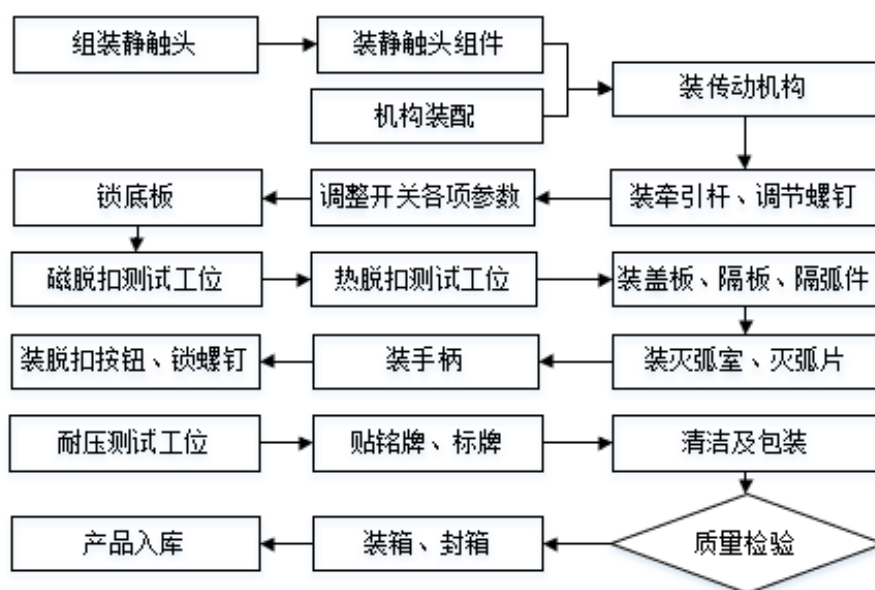 组装静触头
装静触头组件
机构装配
装传动机构
装牵引杆、调节螺钉
调整开关各项参数
锁底板
磁脱扣测试工位
热脱扣测试工位
装盖板、隔板、隔弧件
装灭弧室、灭弧片
装手柄
装脱扣按钮、锁螺钉
耐压测试工位
贴铭牌、标牌
清洁及包装
质量检验
装箱、封箱
产品入库